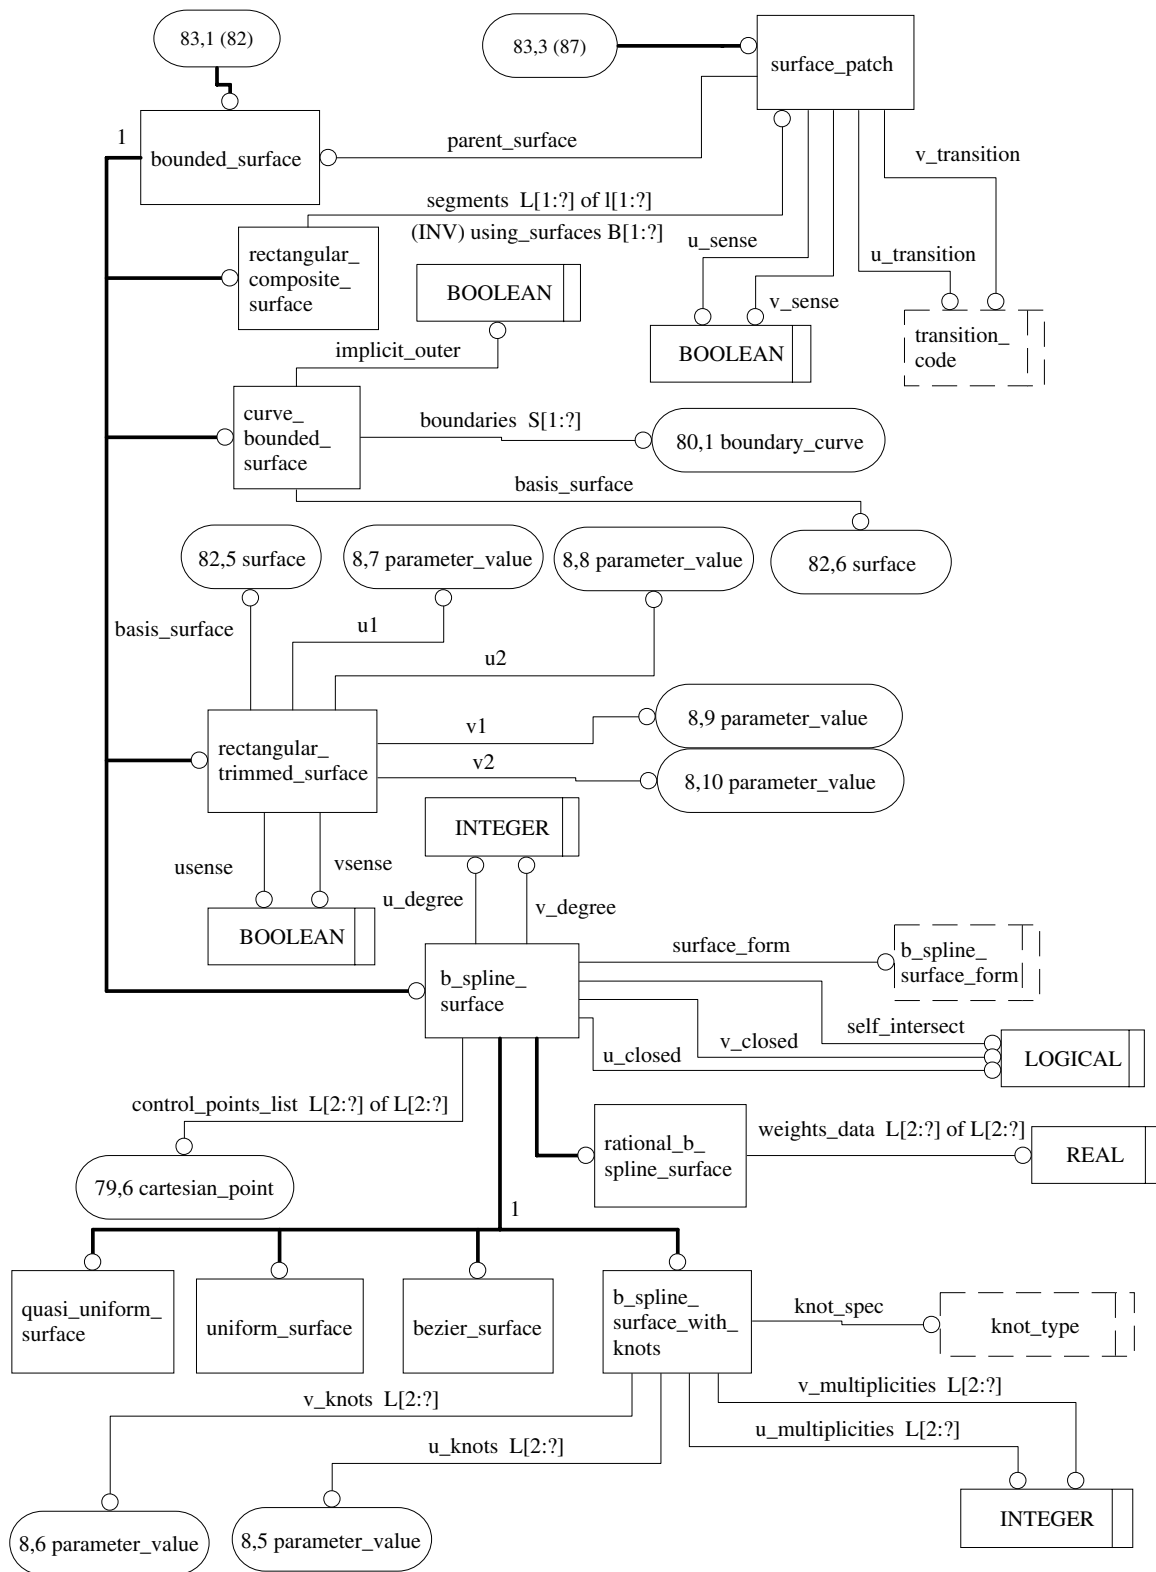 83,1 (82)
83,3 (87)
surface_patch
1
bounded_surface
parent_surface
v_transition
segments  L[1:?] of l[1:?]
(INV) using_surfaces B[1:?]
u_sense
u_transition
rectangular_
composite_
surface
BOOLEAN
v_sense
implicit_outer
BOOLEAN
transition_
code
curve_
bounded_
surface
boundaries  S[1:?]
80,1 boundary_curve
basis_surface
82,5 surface
8,7 parameter_value
8,8 parameter_value
82,6 surface
basis_surface
u1
u2
rectangular_
trimmed_surface
v1
8,9 parameter_value
v2
8,10 parameter_value
INTEGER
usense
vsense
u_degree
v_degree
BOOLEAN
surface_form
b_spline_
surface_form
b_spline_
surface
self_intersect
v_closed
u_closed
LOGICAL
control_points_list  L[2:?] of L[2:?]
rational_b_
spline_surface
weights_data  L[2:?] of L[2:?]
REAL
79,6 cartesian_point
1
quasi_uniform_
surface
uniform_surface
bezier_surface
b_spline_
surface_with_
knots
knot_spec
knot_type
v_knots  L[2:?]
v_multiplicities  L[2:?]
u_knots  L[2:?]
u_multiplicities  L[2:?]
8,6 parameter_value
8,5 parameter_value
INTEGER